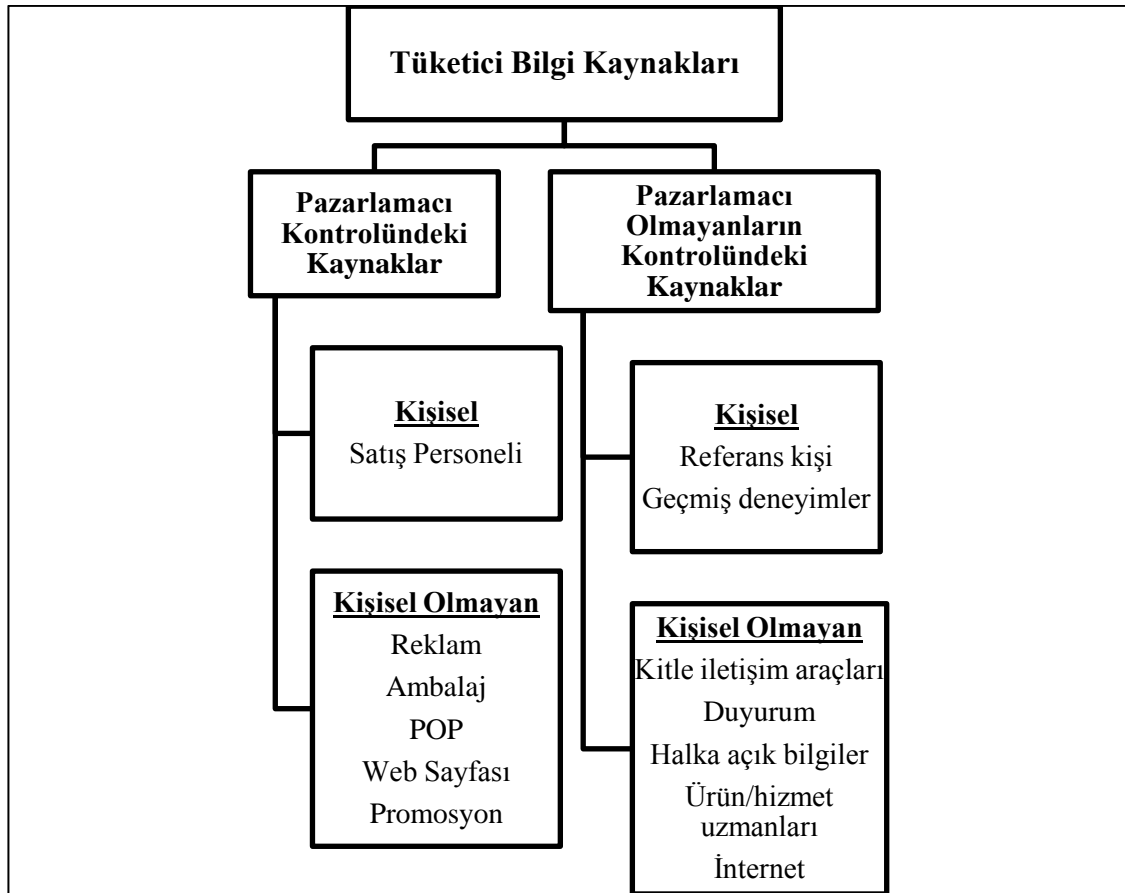 Tüketici Bilgi Kaynakları
Pazarlamacı
Kontrolündeki
Kaynaklar
Pazarlamacı
Olmayanların
Kontrolündeki
Kaynaklar
Kişisel
Satış Personeli
Kişisel
Referans kişi
Geçmiş deneyimler
Kişisel Olmayan
Reklam
Ambalaj
POP
Web Sayfası
Promosyon
Kişisel Olmayan
Kitle iletişim araçları
Duyurum
Halka açık bilgiler
Ürün/hizmet
uzmanları
İnternet